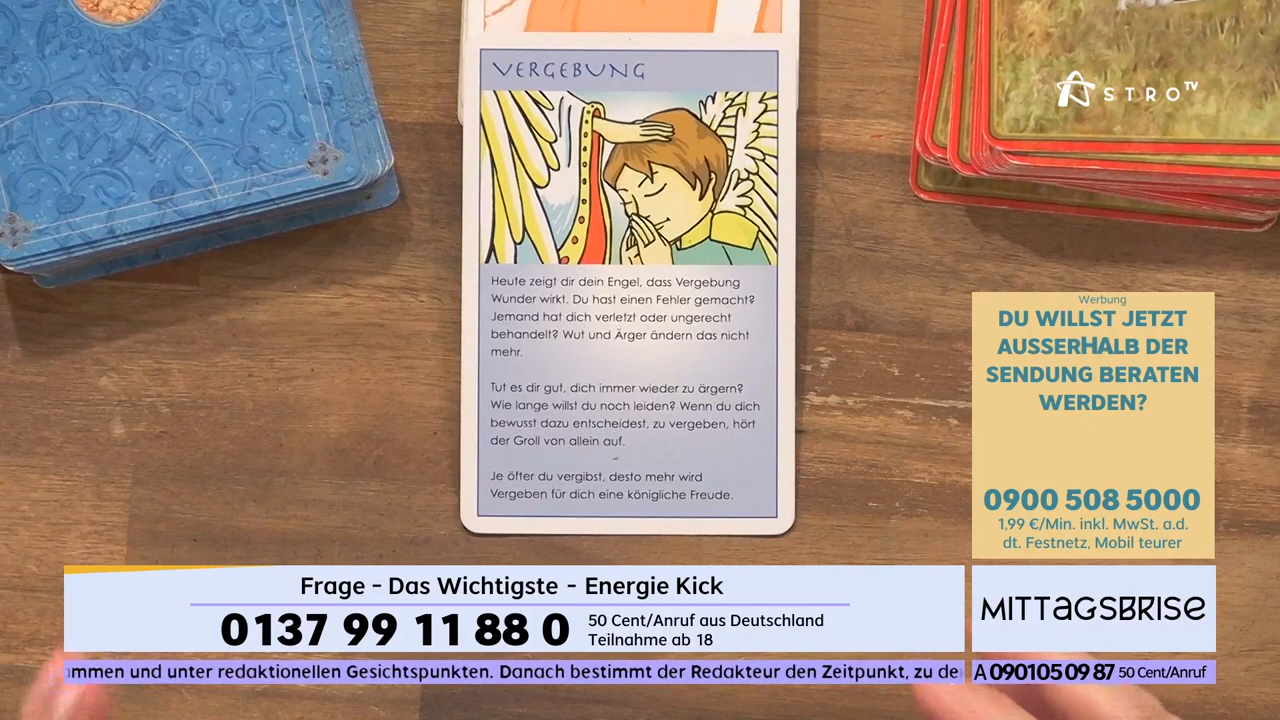 VERGEBUNG
ASTRO TV
Heute zeigt dir dein Engel, dass Vergebung
Wunder wirkt. Du hast einen Fehler gemacht?
Jemand hat dich verletzt oder ungerecht
behandelt? Wut und Ärger ändern das nicht
mehr.
Tut es dir gut, dich immer wieder zu ärgern?
Wie lange willst du noch leiden? Wenn du dich
bewusst dazu entscheidest, zu vergeben, hört
der Groll von allein auf.
Je öfter du vergibst, desto mehr wird
Vergeben für dich eine königliche Freude.
Werbung
DU WILLST JETZT
AUSSERHALB DER
SENDUNG BERATEN
WERDEN?
0900 508 5000
1,99 €/Min. inkl. MwSt. a.d.
dt. Festnetz, Mobil teurer
Frage - Das Wichtigste - Energie Kick
0137 99 11 88 0
50 Cent/Anruf aus Deutschland
Teilnahme ab 18
MITTAGSBRISE
und unter redaktionellen Gesichtspunkten. Danach bestimmt der Redakteur den Zeitpunkt, zu de
A 090105 09 87 50 Cent/Anruf